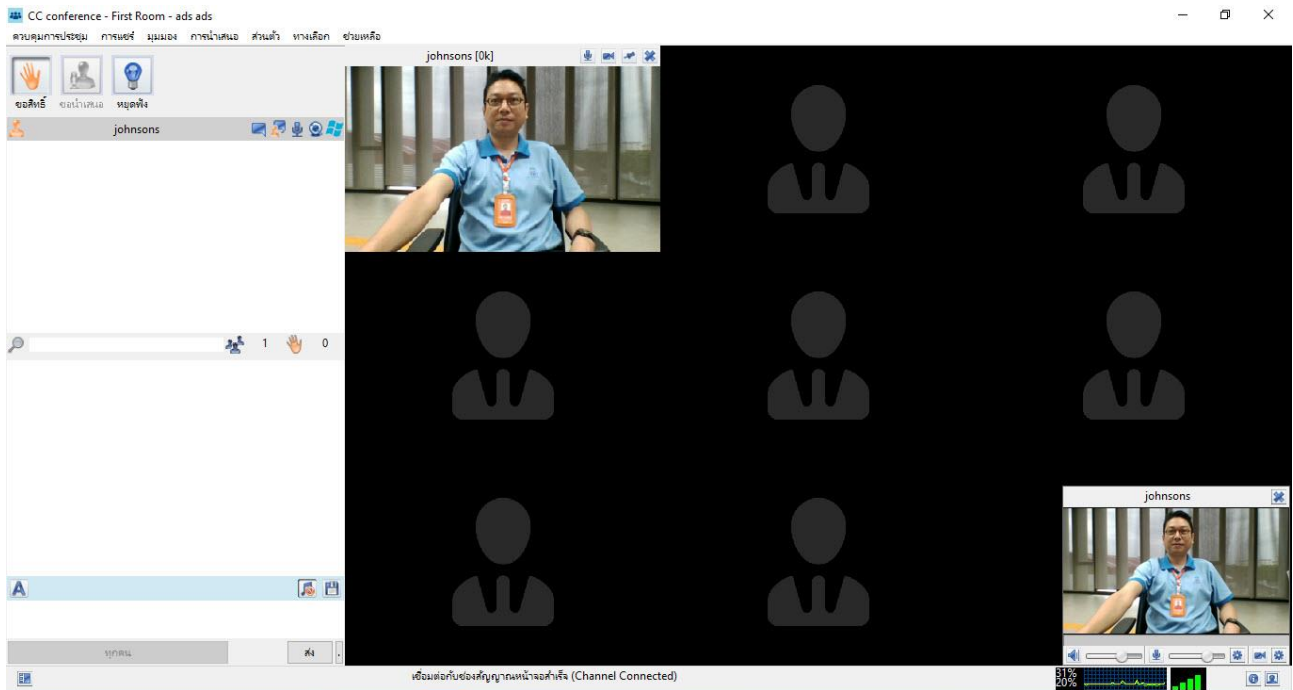 CC conference - First Room - ads ads
ควบคุมการประชุม การแชร์ มุมมอง การนำเสนอ ส่วนตัว ทางเลือก ช่วยเหลือ
johnsons [0k]
ขอสิทธิ์ ขอนำเสนอ หยุดฟัง
johnsons
1 0
johnsons
A
ทุกคน ส่ง
เชื่อมต่อกับช่องสัญญาณหน้าจอสำเร็จ (Channel Connected)
31%
20%